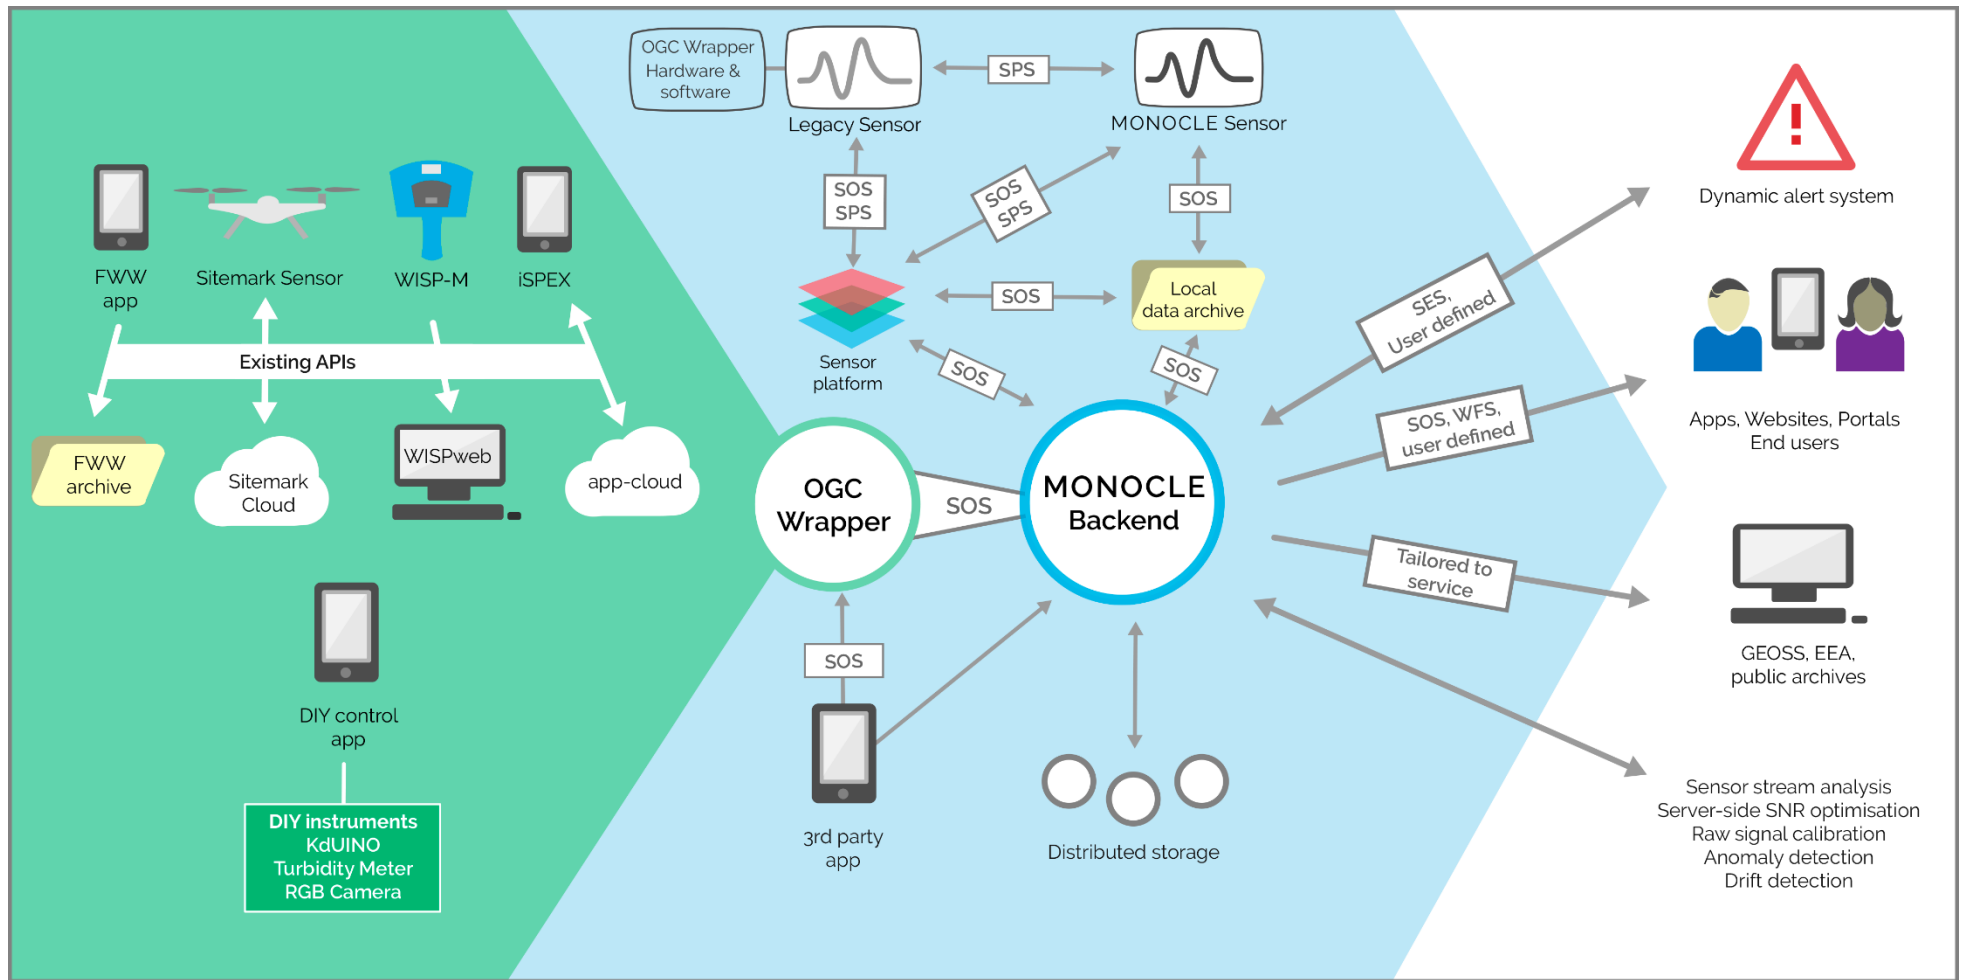 FWW
app
Sitemark Sensor
WISP-M
iSPEX
Existing APIs
FWW
archive
Sitemark
Cloud
WISPweb
app-cloud
DIY control
app
DIY instruments
KdUINO
Turbidity Meter
RGB Camera
OGC Wrapper
Hardware &
software
Legacy Sensor
SPS
MONOCLE Sensor
SOS
SPS
SOS
SPS
SOS
Sensor
platform
SOS
Local
data archive
SOS
SOS
OGC
Wrapper
SOS
MONOCLE
Backend
SOS
3rd party
app
Distributed storage
SES,
User defined
SOS, WFS,
user defined
Tailored to
service
Dynamic alert system
Apps, Websites, Portals
End users
GEOSS, EEA,
public archives
Sensor stream analysis
Server-side SNR optimisation
Raw signal calibration
Anomaly detection
Drift detection